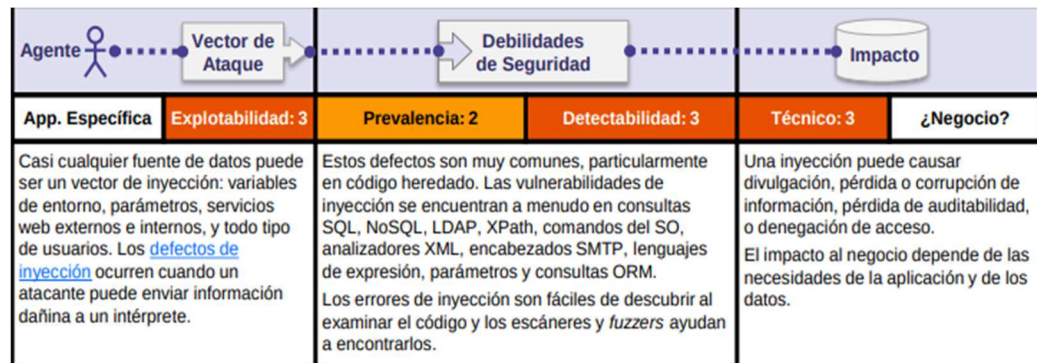 Agente
Vector de
Ataque
Debilidades
de Seguridad
Impacto
App. Específica
Explotabilidad: 3
Prevalencia: 2
Detectabilidad: 3
Técnico: 3
¿Negocio?
Casi cualquier fuente de datos puede
ser un vector de inyección: variables
de entorno, parámetros, servicios
web externos e internos, y todo tipo
de usuarios. Los defectos de
inyección ocurren cuando un
atacante puede enviar información
dañina a un intérprete.
Estos defectos son muy comunes, particularmente
en código heredado. Las vulnerabilidades de
inyección se encuentran a menudo en consultas
SQL, NoSQL, LDAP, XPath, comandos del SO,
analizadores XML, encabezados SMTP, lenguajes
de expresión, parámetros y consultas ORM.
Los errores de inyección son fáciles de descubrir al
examinar el código y los escáneres y fuzzers ayudan
a encontrarlos.
Una inyección puede causar
divulgación, pérdida o corrupción de
información, pérdida de auditabilidad,
o denegación de acceso.
El impacto al negocio depende de las
necesidades de la aplicación y de los
datos.